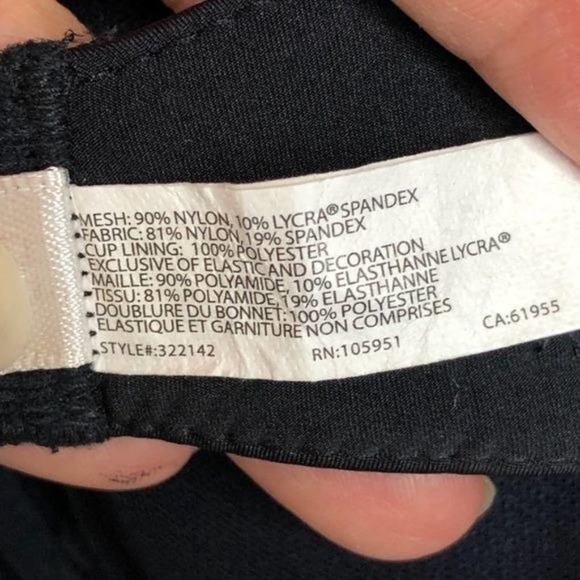 MESH: 90% NYLON, 10% LYCRA® SPANDEX
FABRIC: 81% NYLON, 19% SPANDEX
CUP LINING: 100% POLYESTER
EXCLUSIVE OF ELASTIC AND DECORATION
MAILLE: 90% POLYAMIDE, 10% ELASTHANNE LYCRA®
TISSU: 81% POLYAMIDE, 19% ELASTHANNE
DOUBLURE DU BONNET: 100% POLYESTER
ELASTIQUE ET GARNITURE NON COMPRISES
STYLE#:322142 RN:105951 CA:61955